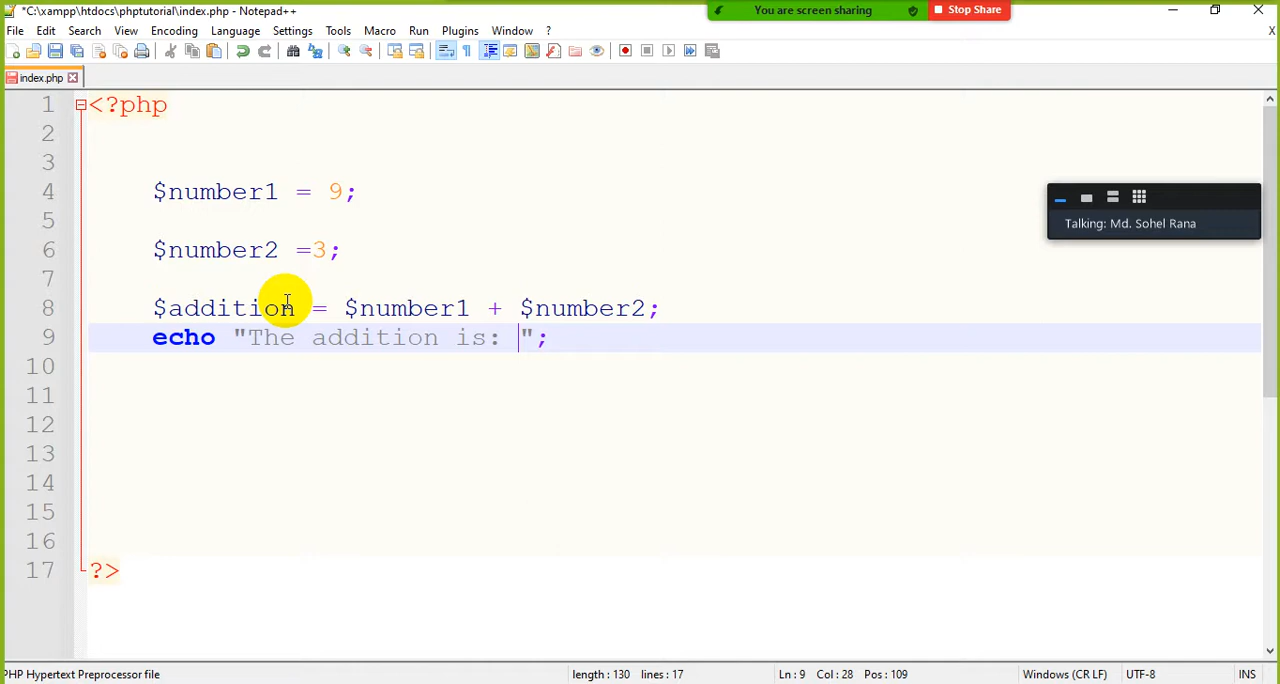 *C:\xampp\htdocs\phptutorial\index.php - Notepad++
You are screen sharing
Stop Share
File Edit Search View Encoding Language Settings Tools Macro Run Plugins Window ?
X
index.php
1 <?php
2
3
4 $number1 = 9;
5
6 $number2 =3;
7
8 $addition = $number1 + $number2;
9 echo "The addition is: ";
10
11
12
13
14
15
16
17 ?>
Talking: Md. Sohel Rana
PHP Hypertext Preprocessor file length : 130 lines : 17 Ln : 9 Col : 28 Pos : 109 Windows (CR LF) UTF-8 INS